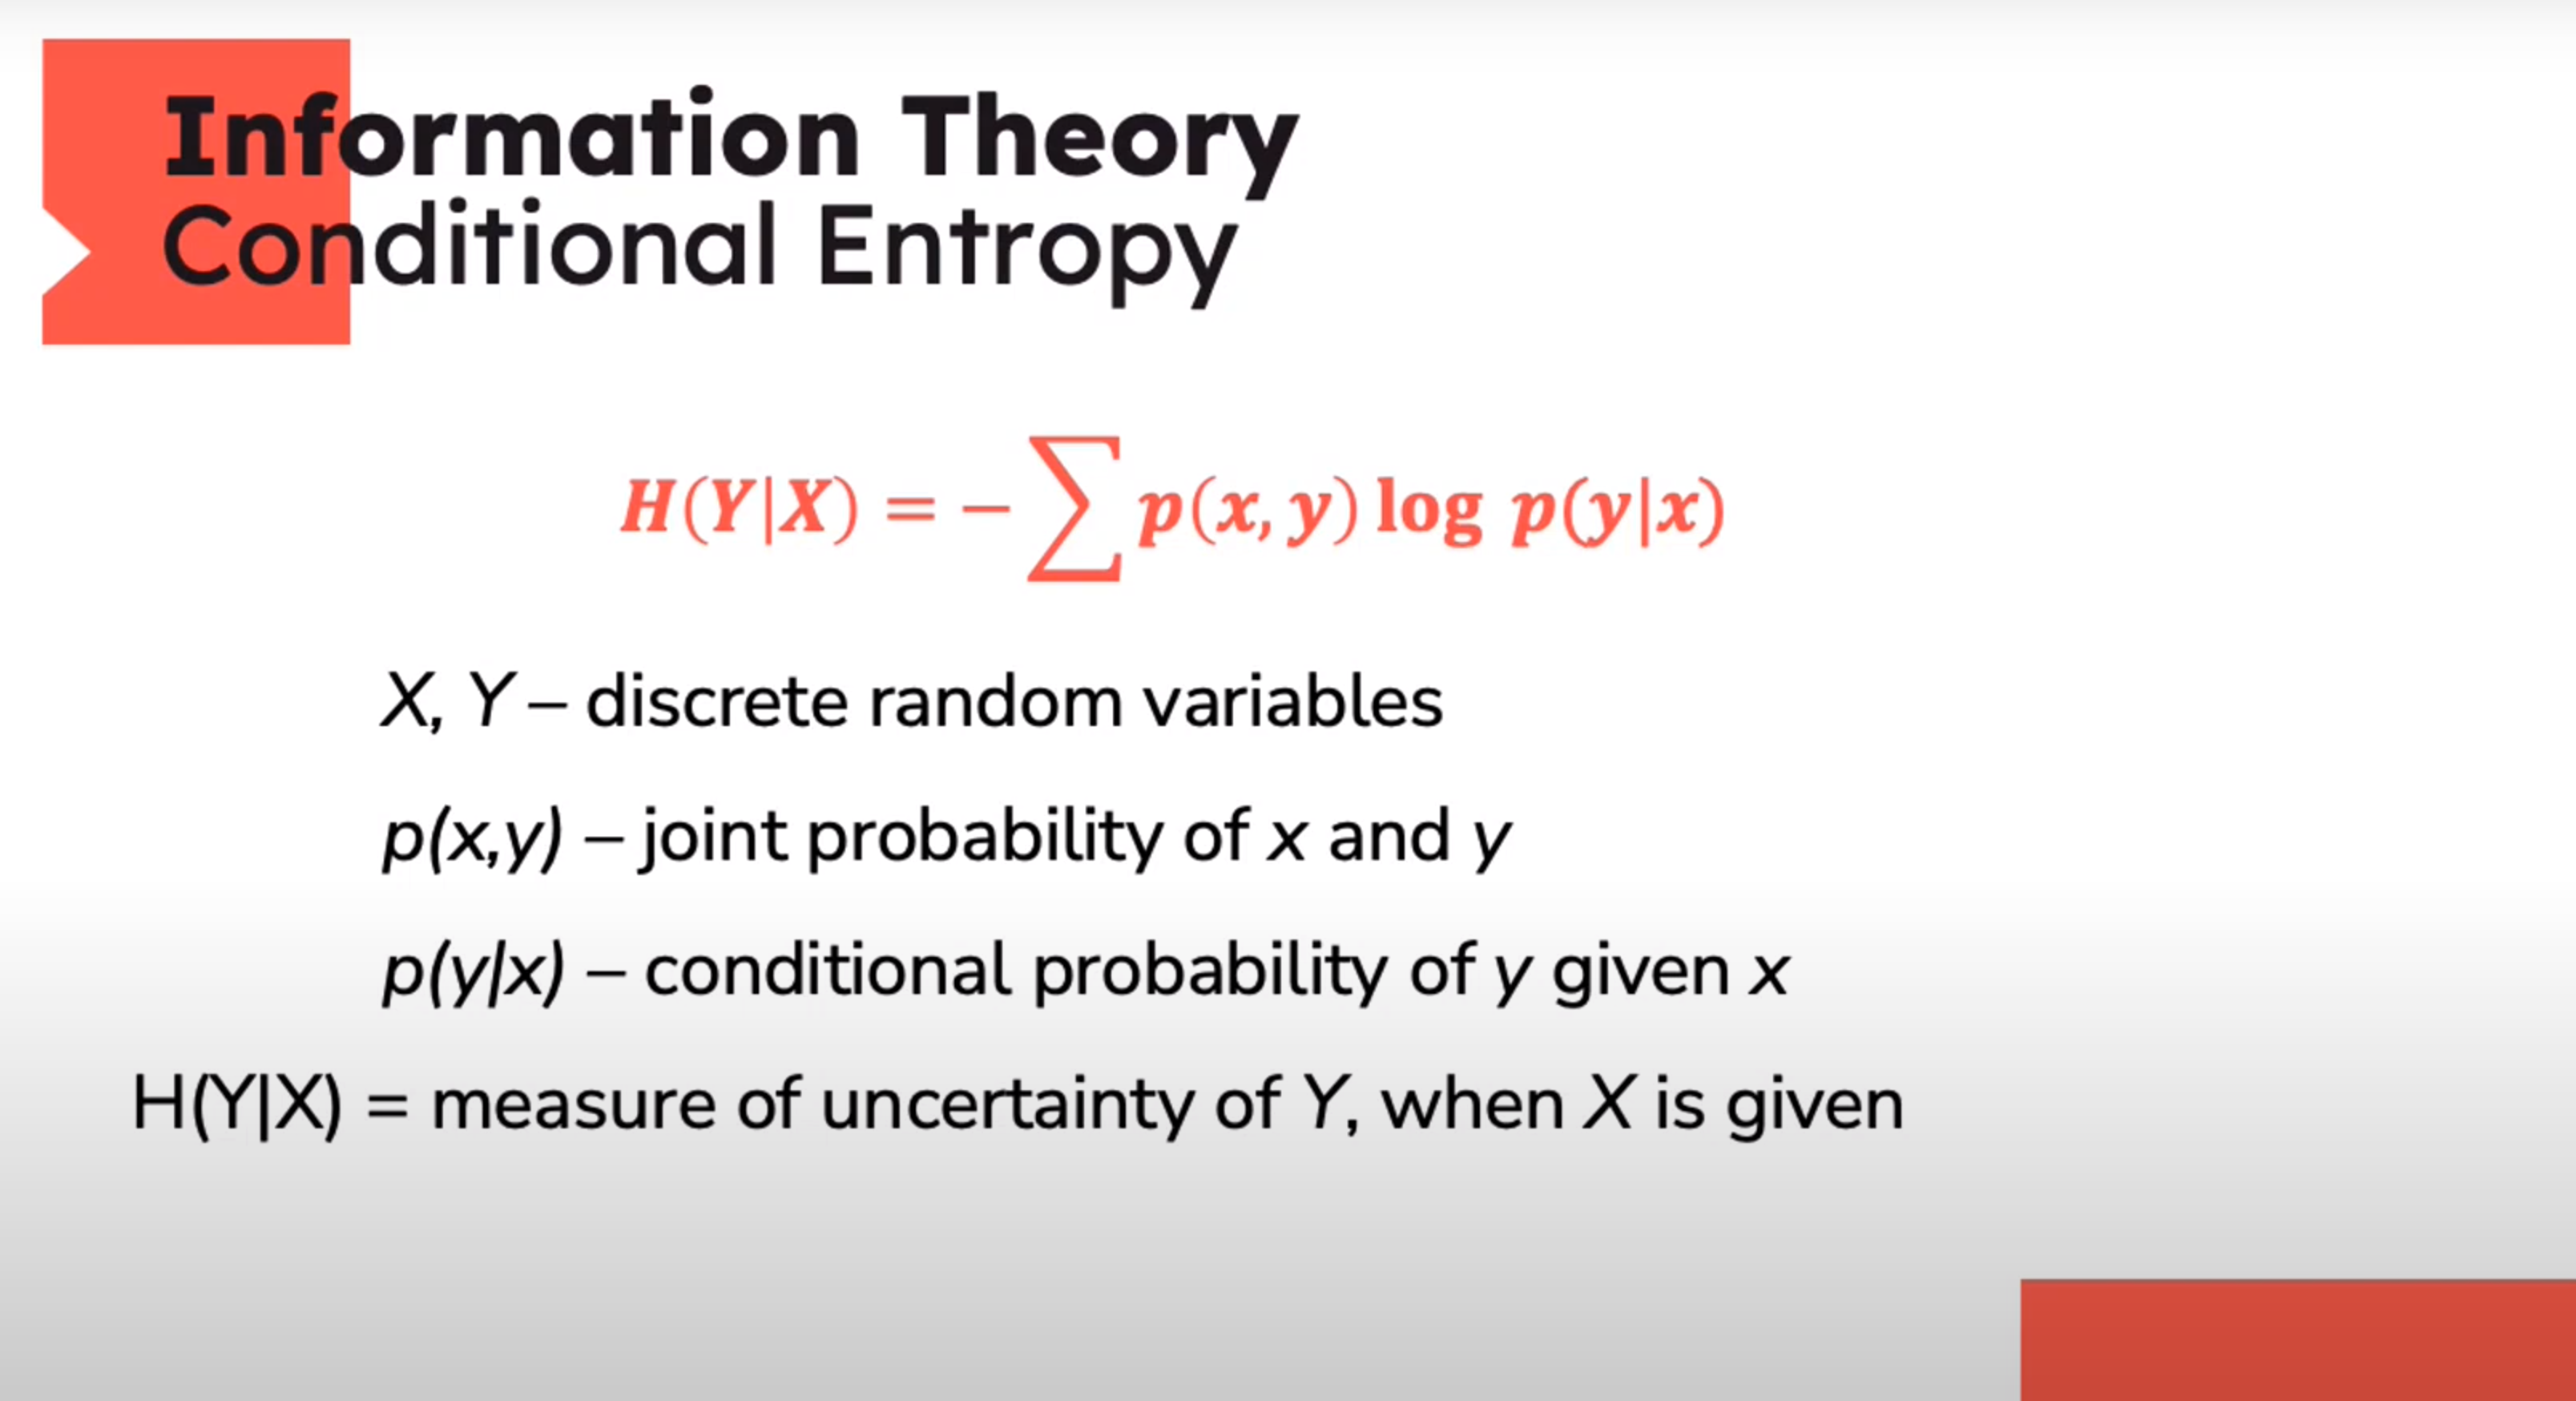 Information Theory
Conditional Entropy
H(Y|X) = − ∑ p(x, y) log p(y|x)
X, Y – discrete random variables
p(x,y) – joint probability of x and y
p(y|x) – conditional probability of y given x
H(Y|X) = measure of uncertainty of Y, when X is given